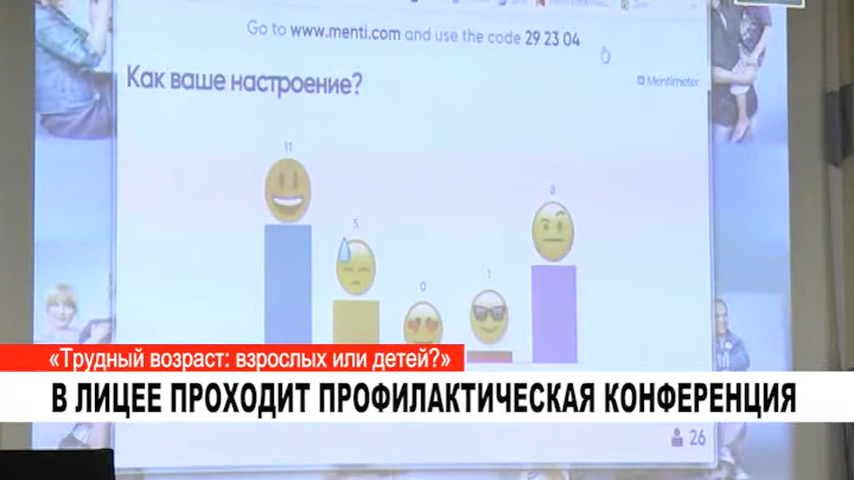 Go to www.menti.com and use the code 29 23 04
Как ваше настроение?
Mentimeter
11
5
0
1
8
«Трудный возраст: взрослых или детей?»
В ЛИЦЕЕ ПРОХОДИТ ПРОФИЛАКТИЧЕСКАЯ КОНФЕРЕНЦИЯ
26